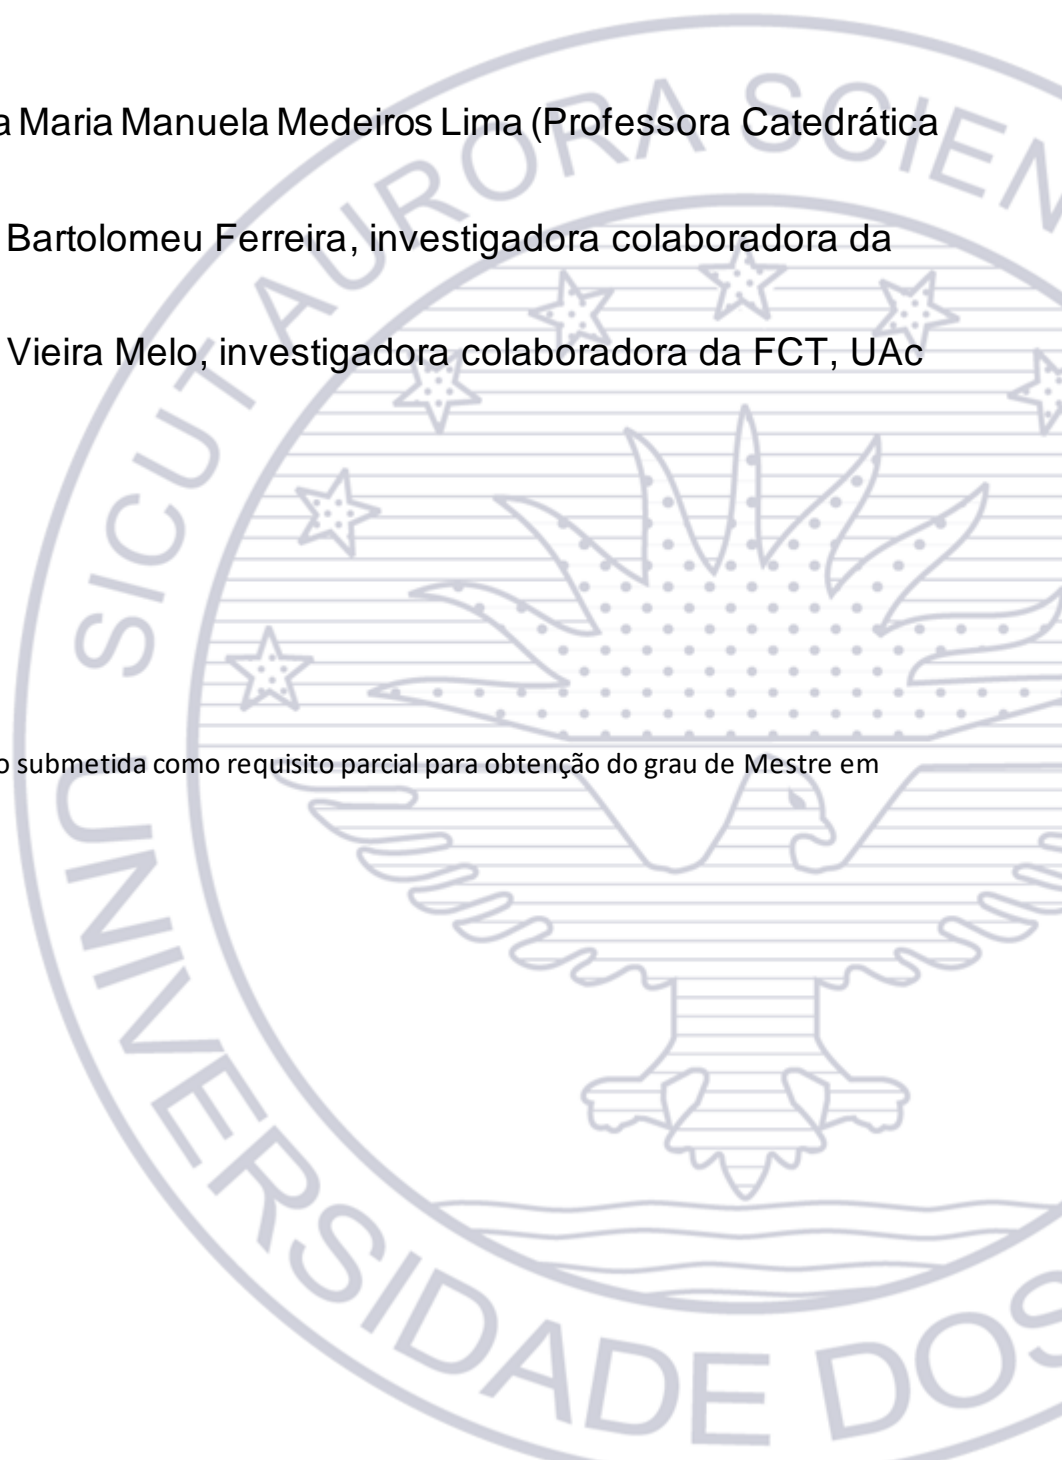 a Maria Manuela Medeiros Lima (Professora Catedrática
Bartolomeu Ferreira, investigadora colaboradora da
Vieira Melo, investigadora colaboradora da FCT, UAc
o submetida como requisito parcial para obtenção do grau de Mestre em
SICUT AURORA SCIEN
UNIVERSIDADE DOS